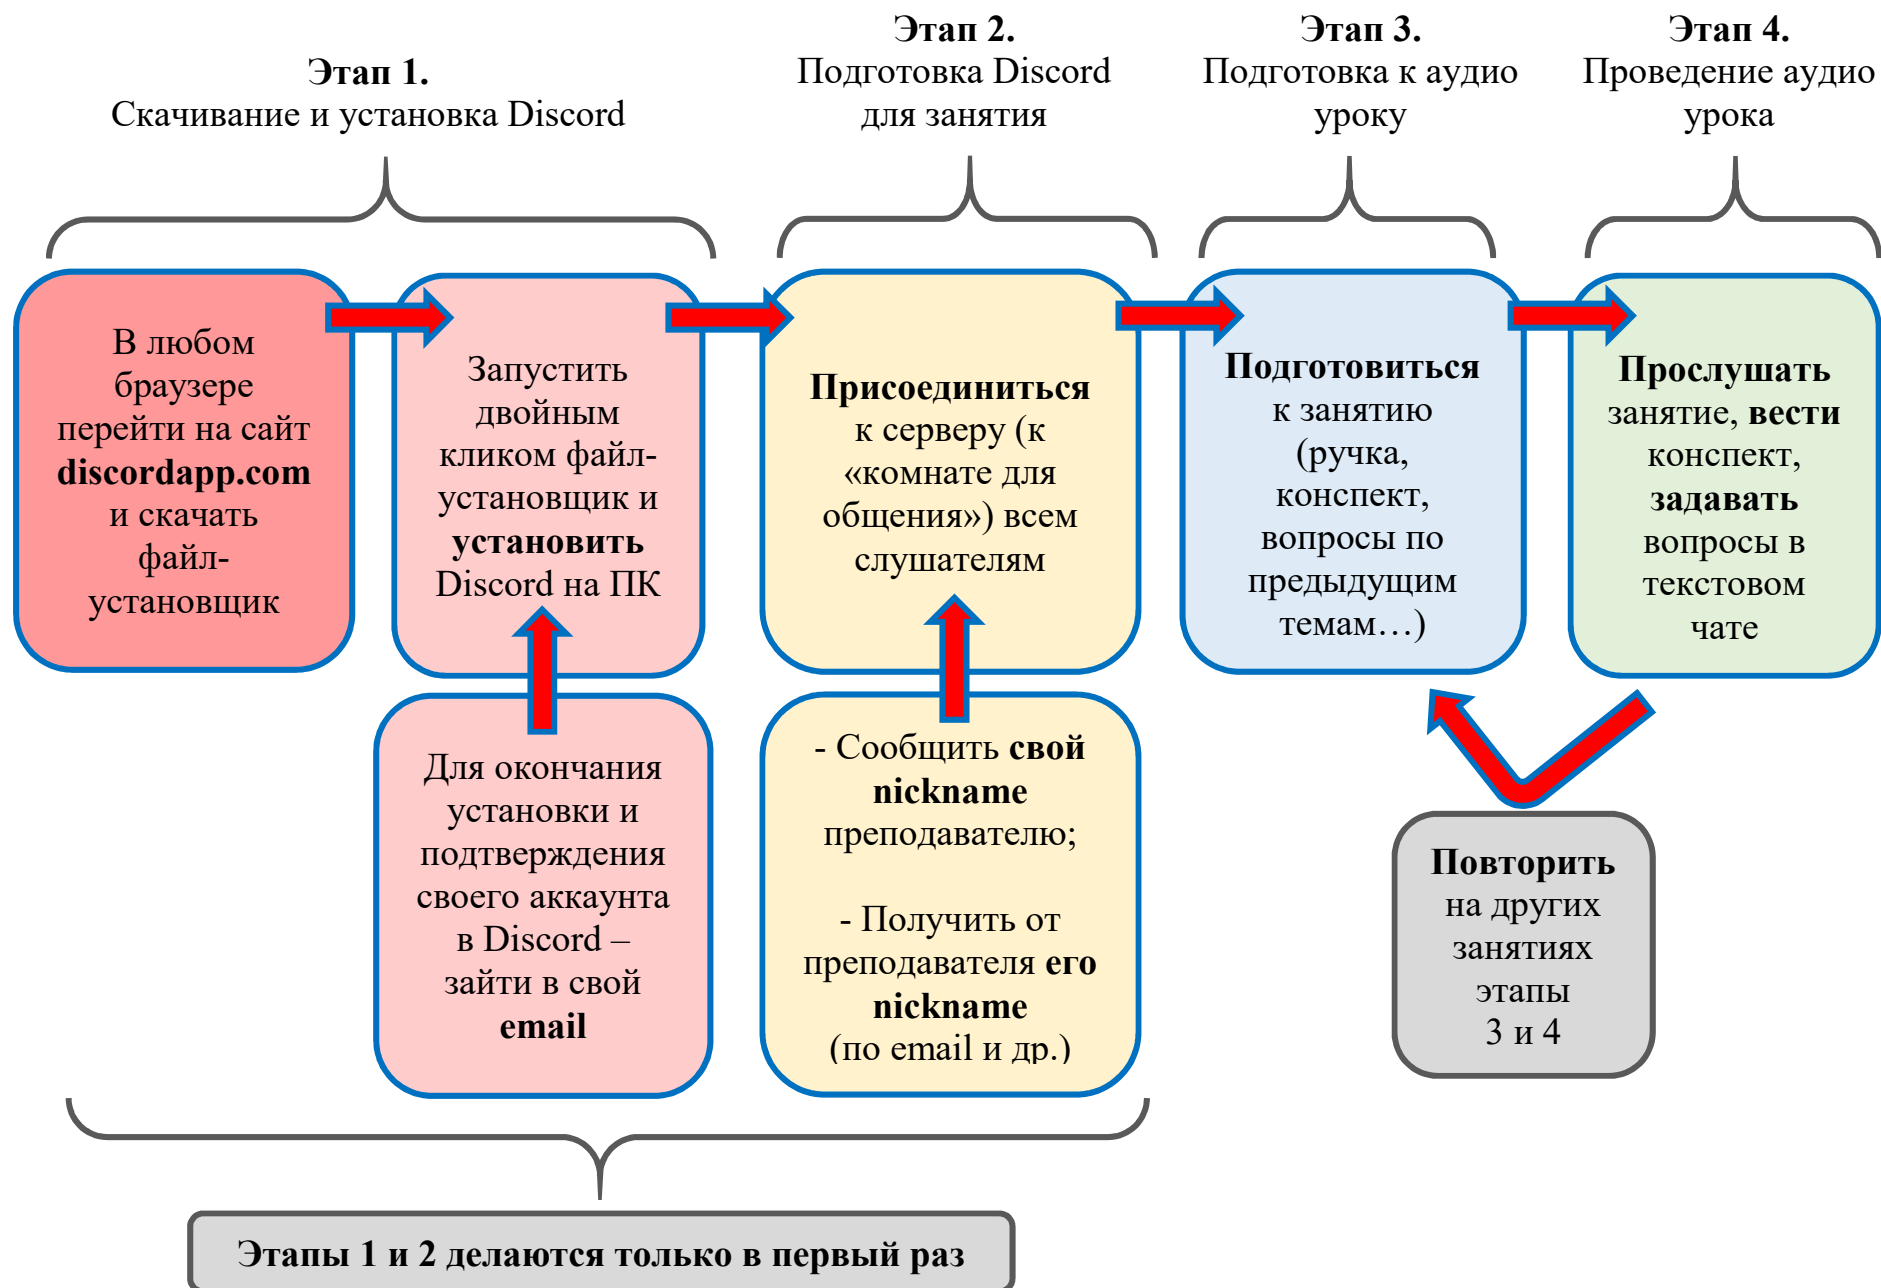 Этап 1.
Скачивание и установка Discord
Этап 2.
Подготовка Discord
для занятия
Этап 3.
Подготовка к аудио
уроку
Этап 4.
Проведение аудио
урока
В любом
браузере
перейти на сайт
discordapp.com
и скачать
файл-
установщик
Запустить
двойным
кликом файл-
установщик и
установить
Discord на ПК
Присоединиться
к серверу (к
«комнате для
общения») всем
слушателям
Подготовиться
к занятию
(ручка,
конспект,
вопросы по
предыдущим
темам…)
Прослушать
занятие, вести
конспект,
задавать
вопросы в
текстовом
чате
Для окончания
установки и
подтверждения
своего аккаунта
в Discord –
зайти в свой
email
- Сообщить свой
nickname
преподавателю;
- Получить от
преподавателя его
nickname
(по email и др.)
Повторить
на других
занятиях
этапы
3 и 4
Этапы 1 и 2 делаются только в первый раз